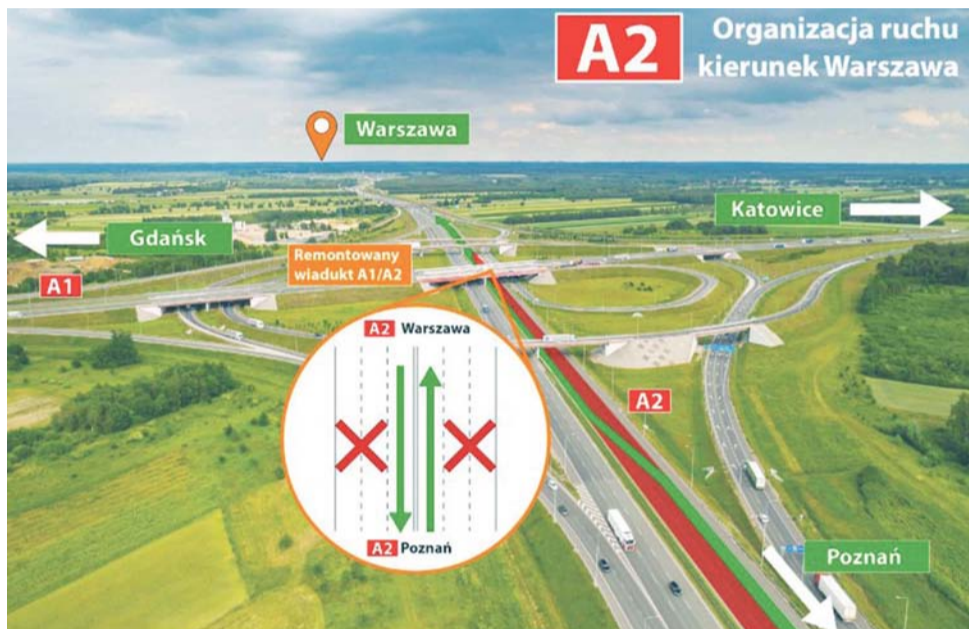 A2
Organizacja ruchu
kierunek Warszawa
Warszawa
Katowice
Gdańsk
Remontowany
wiadukt A1/A2
A1
A2 Warszawa
A2
A2 Poznań
Poznań